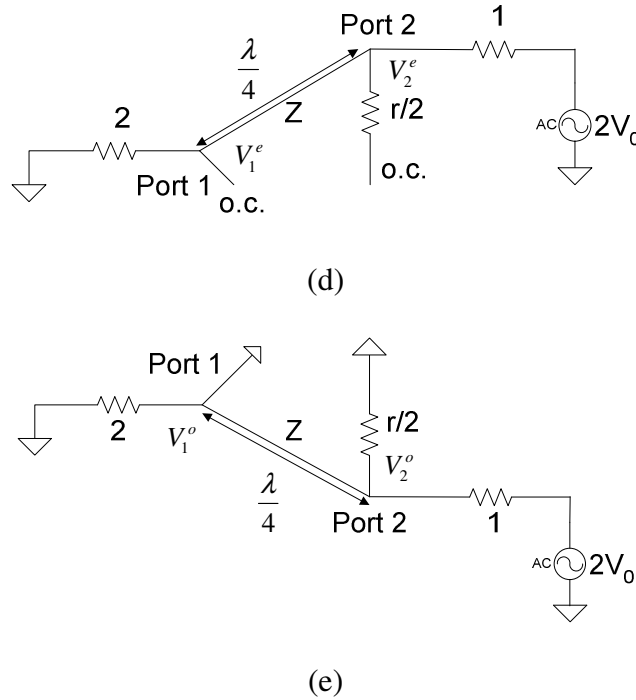 Port 2
1
λ/4
V₂ᵉ
2
Z
r/2
AC
2V₀
V₁ᵉ
o.c.
Port 1
o.c.
(d)
Port 1
r/2
2
V₁ᵒ
Z
V₂ᵒ
λ/4
Port 2
1
AC
2V₀
(e)